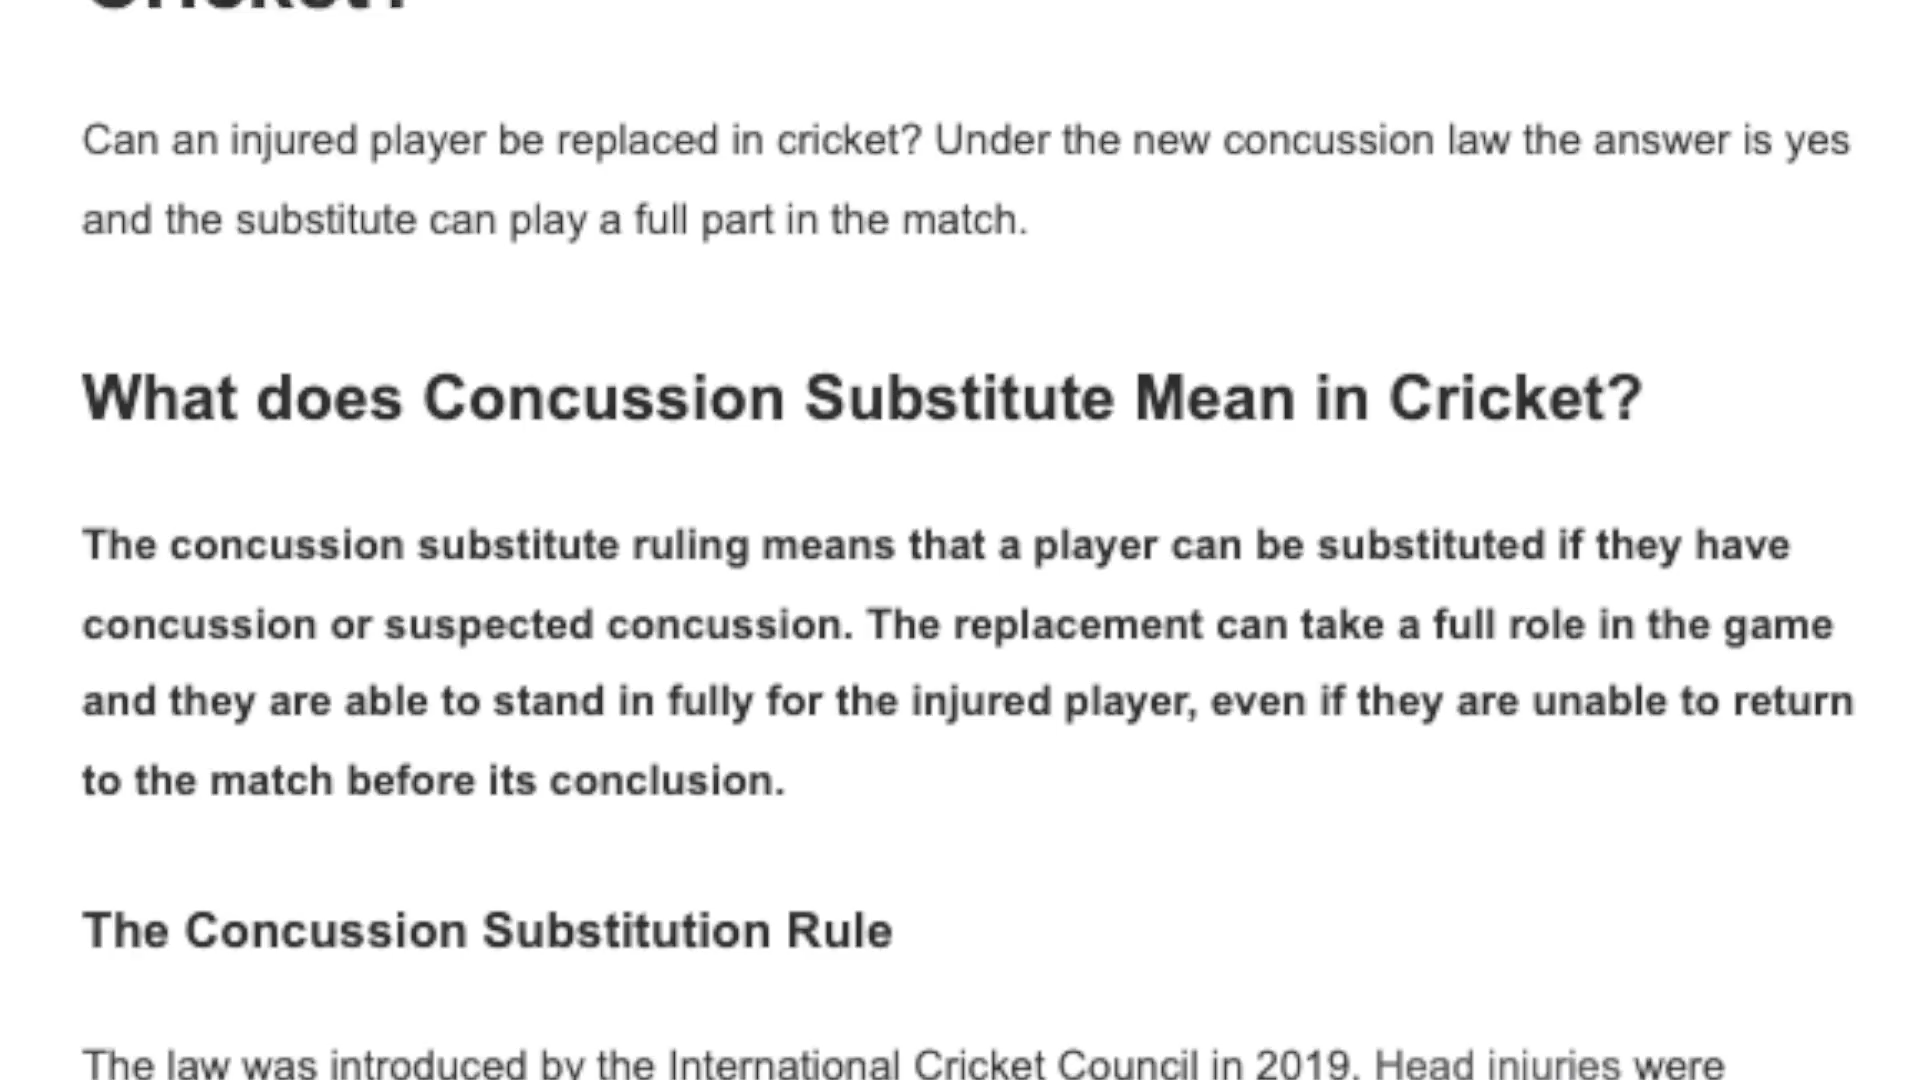 Cricket?
Can an injured player be replaced in cricket? Under the new concussion law the answer is yes
and the substitute can play a full part in the match.
What does Concussion Substitute Mean in Cricket?
The concussion substitute ruling means that a player can be substituted if they have
concussion or suspected concussion. The replacement can take a full role in the game
and they are able to stand in fully for the injured player, even if they are unable to return
to the match before its conclusion.
The Concussion Substitution Rule
The law was introduced by the International Cricket Council in 2019. Head injuries were